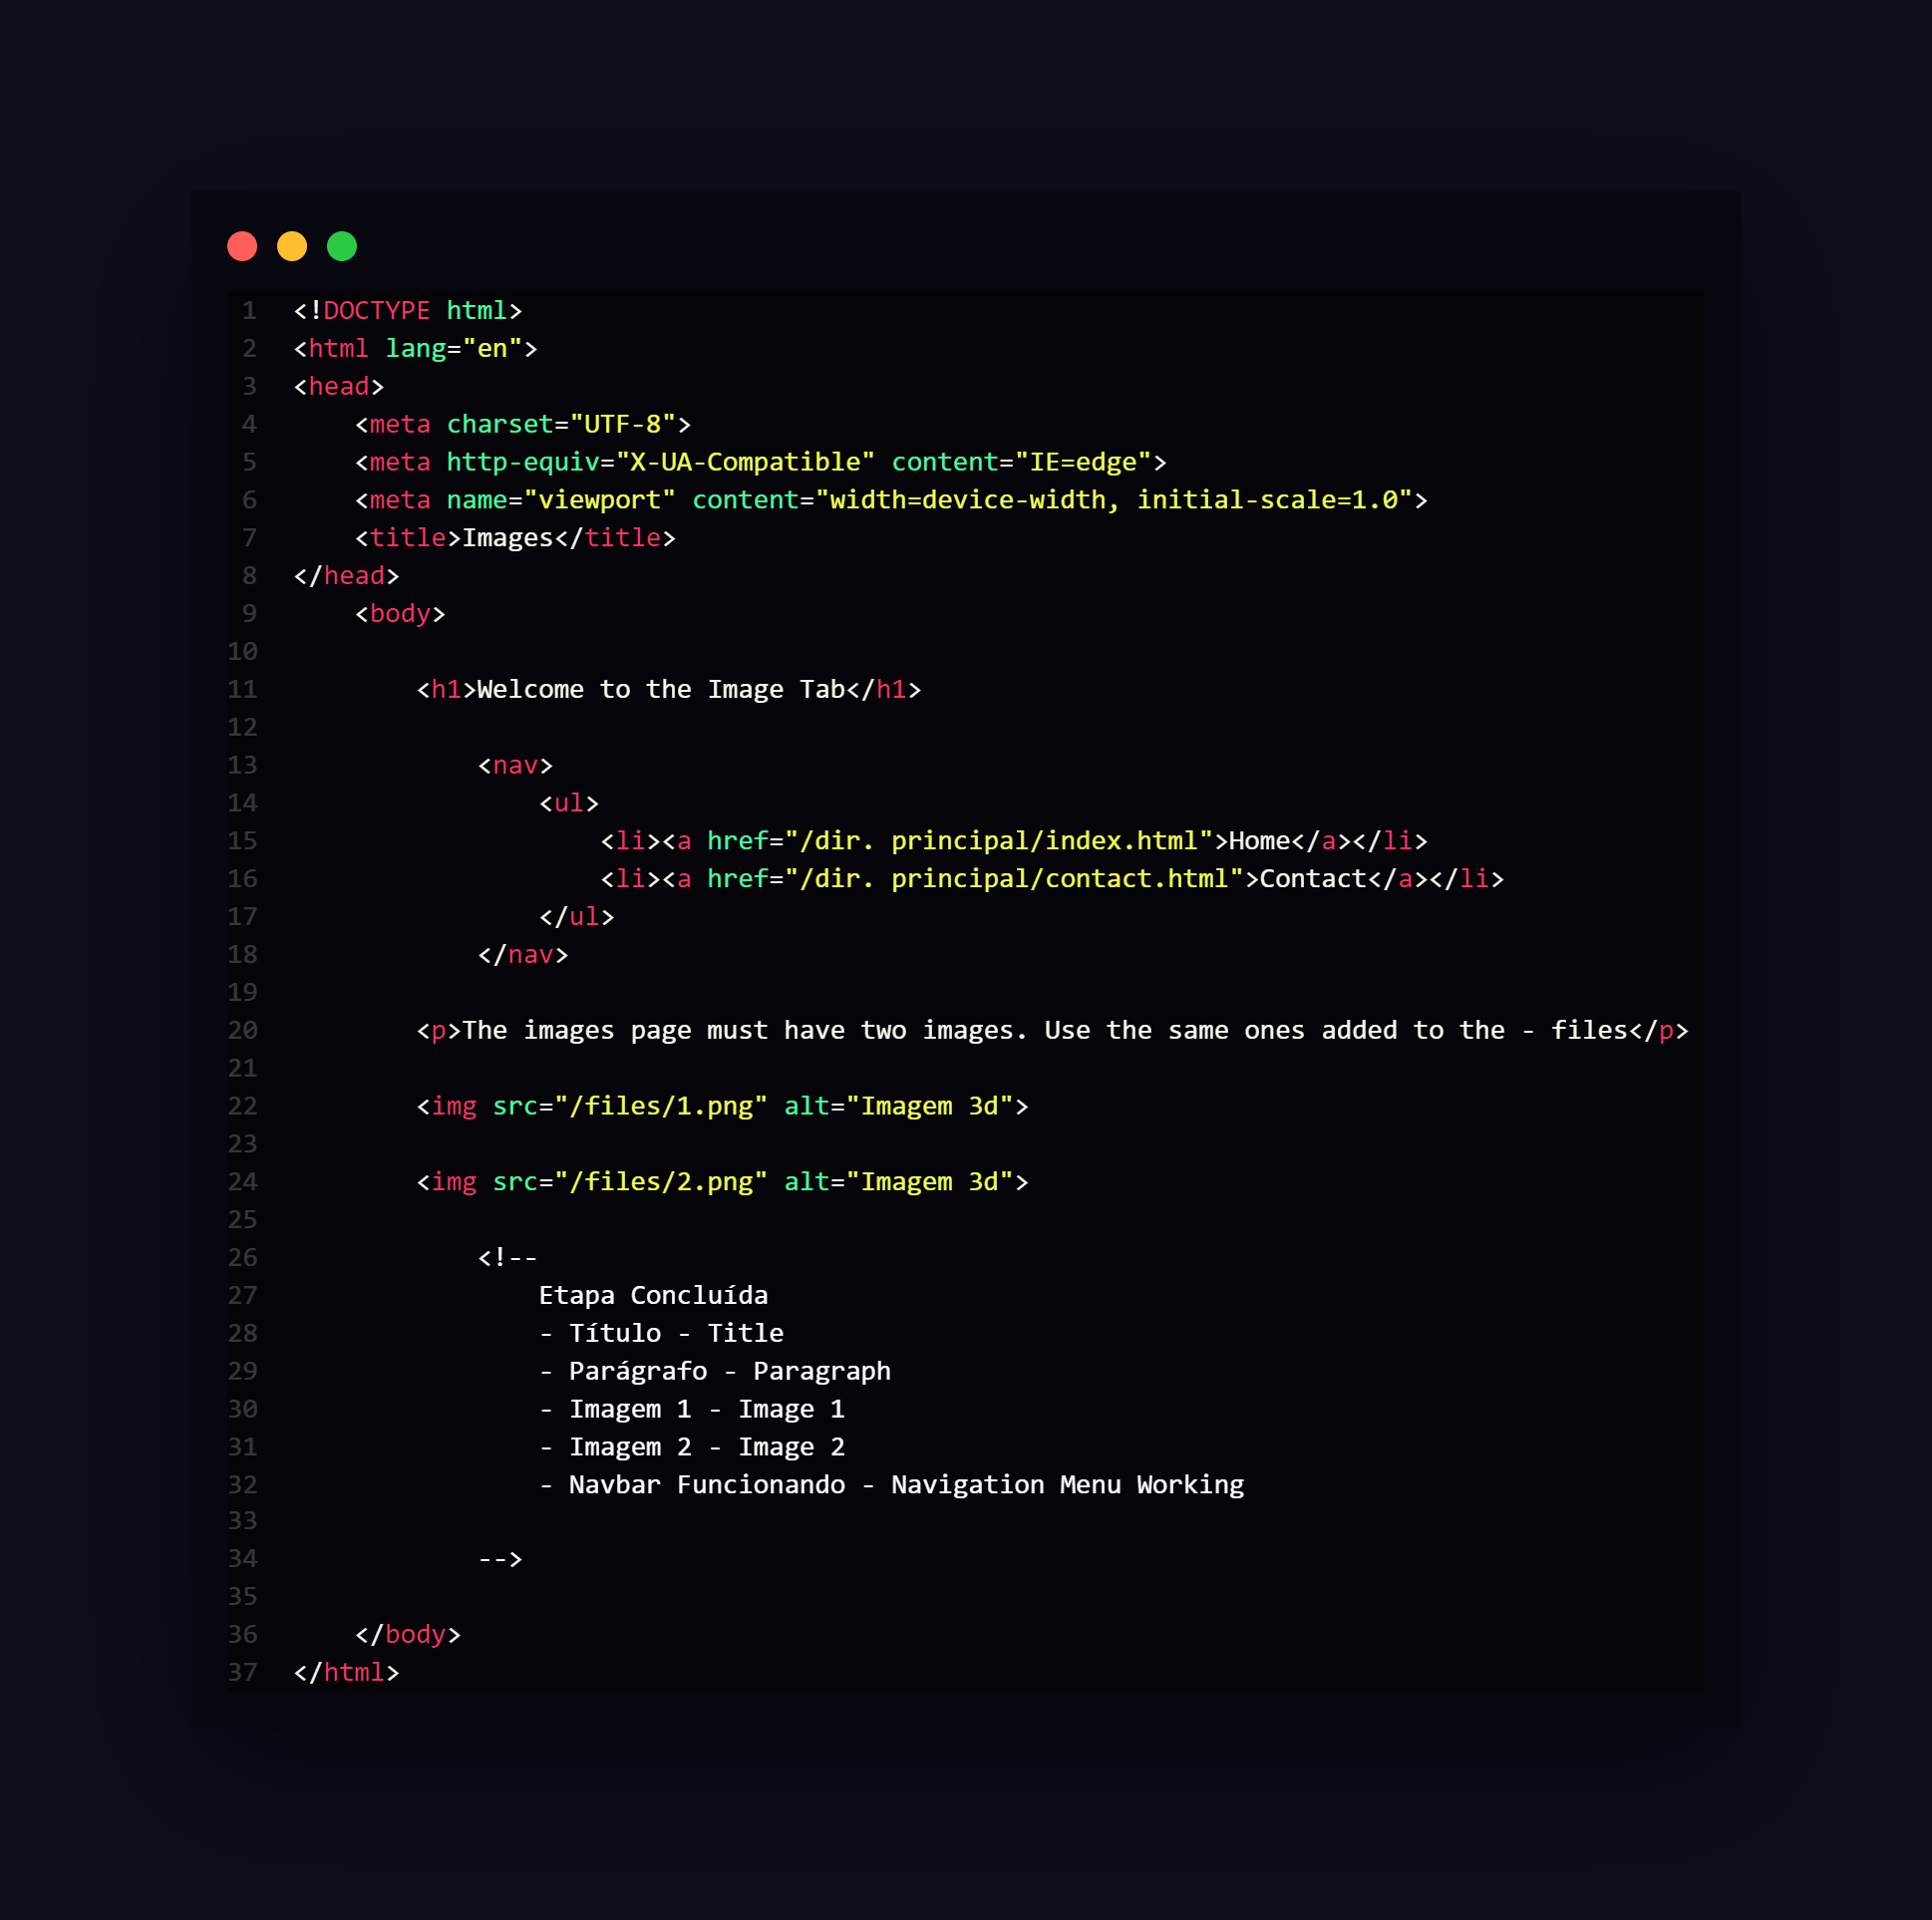 1 <!DOCTYPE html>
2 <html lang="en">
3 <head>
4     <meta charset="UTF-8">
5     <meta http-equiv="X-UA-Compatible" content="IE=edge">
6     <meta name="viewport" content="width=device-width, initial-scale=1.0">
7     <title>Images</title>
8 </head>
9     <body>
10
11         <h1>Welcome to the Image Tab</h1>
12
13             <nav>
14                 <ul>
15                     <li><a href="/dir. principal/index.html">Home</a></li>
16                     <li><a href="/dir. principal/contact.html">Contact</a></li>
17                 </ul>
18             </nav>
19
20         <p>The images page must have two images. Use the same ones added to the - files</p>
21
22         <img src="/files/1.png" alt="Imagem 3d">
23
24         <img src="/files/2.png" alt="Imagem 3d">
25
26             <!--
27                 Etapa Concluída
28                 - Título - Title
29                 - Parágrafo - Paragraph
30                 - Imagem 1 - Image 1
31                 - Imagem 2 - Image 2
32                 - Navbar Funcionando - Navigation Menu Working
33
34             -->
35
36     </body>
37 </html>